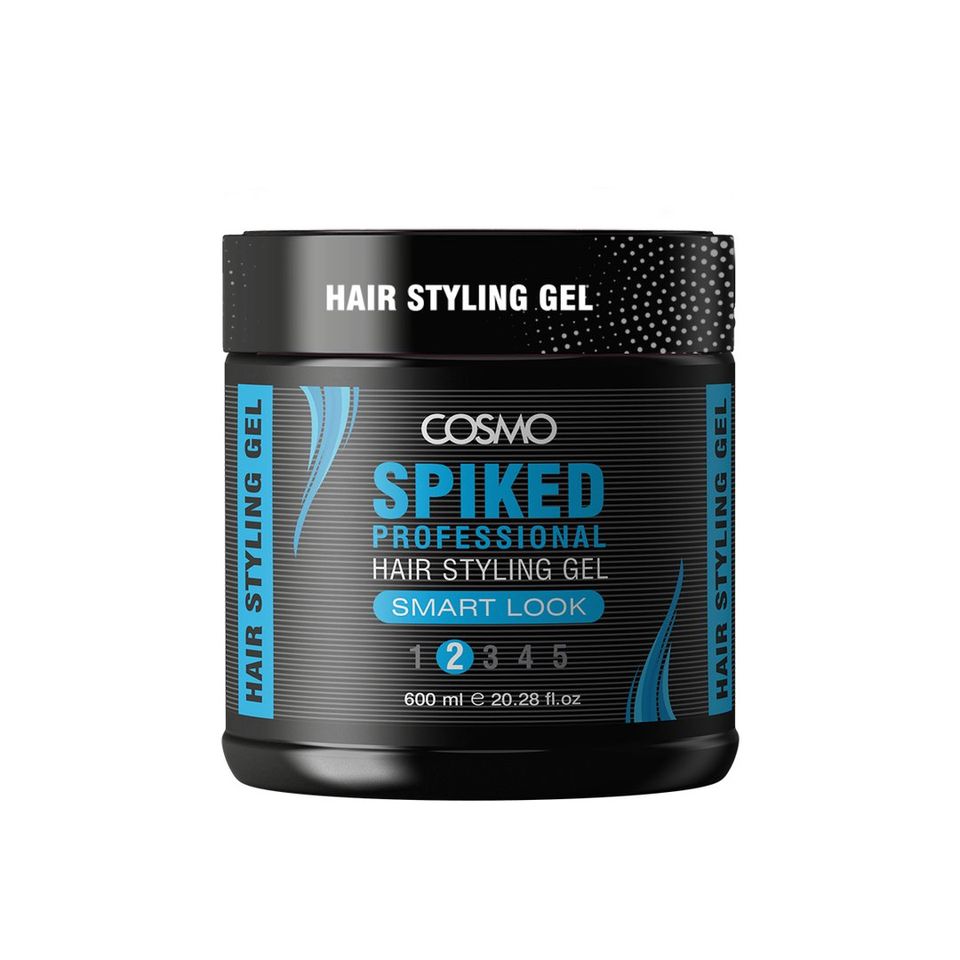 HAIR STYLING GEL
COSMO
SPIKED
PROFESSIONAL
HAIR STYLING GEL
SMART LOOK
1 2 3 4 5
600 ml ℮ 20.28 fl.oz
HAIR STYLING GEL
HAIR STYLING GEL